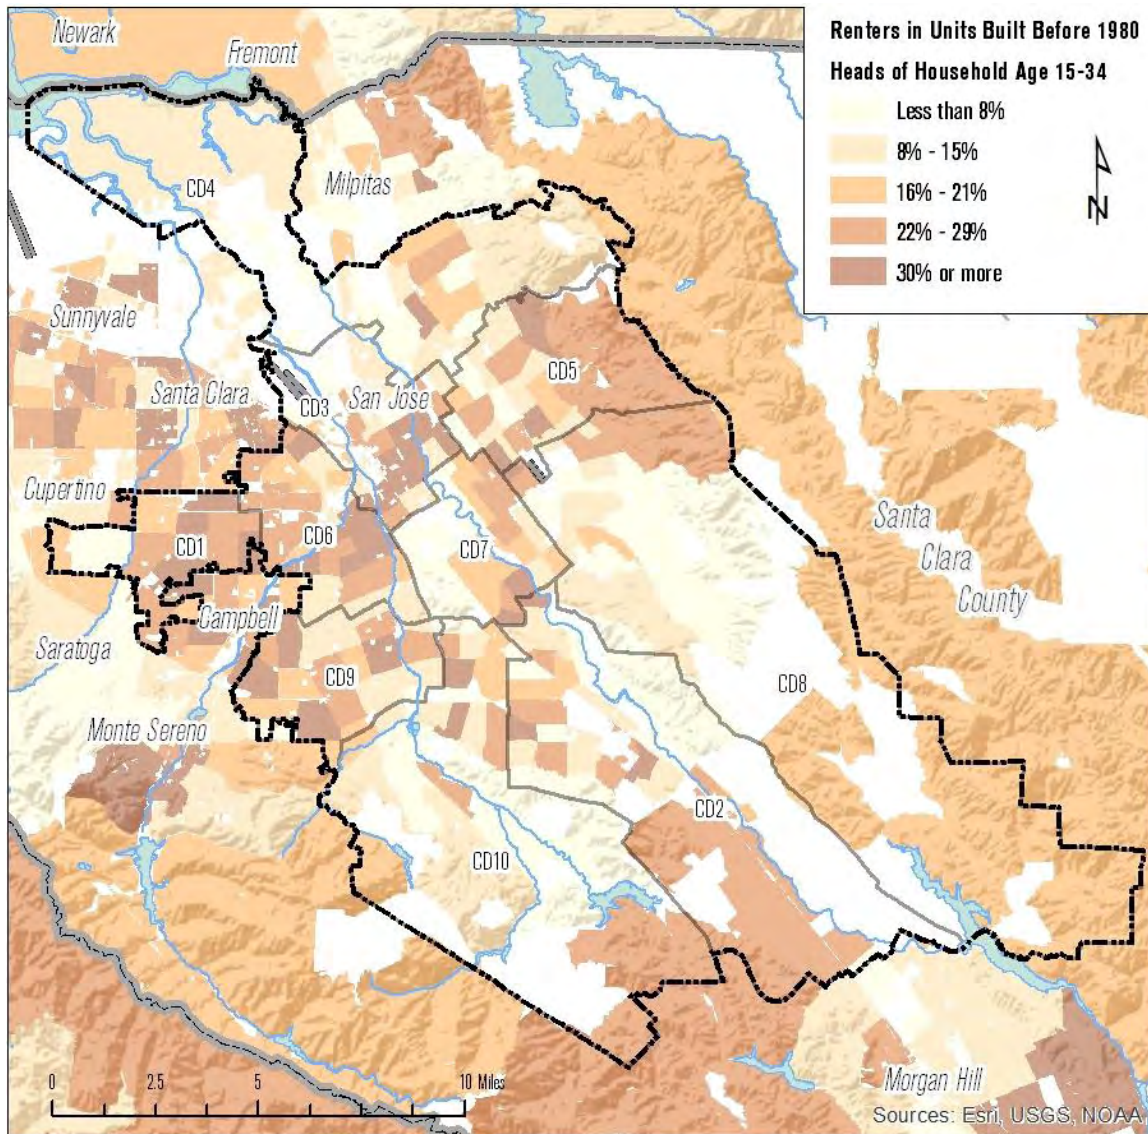 Renters in Units Built Before 1980
Heads of Household Age 15-34
Less than 8%
8% - 15%
16% - 21%
22% - 29%
30% or more
N
Newark
Fremont
CD4
Milpitas
Sunnyvale
Santa Clara
CD3
San Jose
CD5
Cupertino
CD1
CD6
CD7
Santa
Clara
County
Campbell
Saratoga
CD9
CD8
Monte Sereno
CD2
CD10
0 2.5 5 10 Miles
Morgan Hill
Sources: Esri, USGS, NOAA